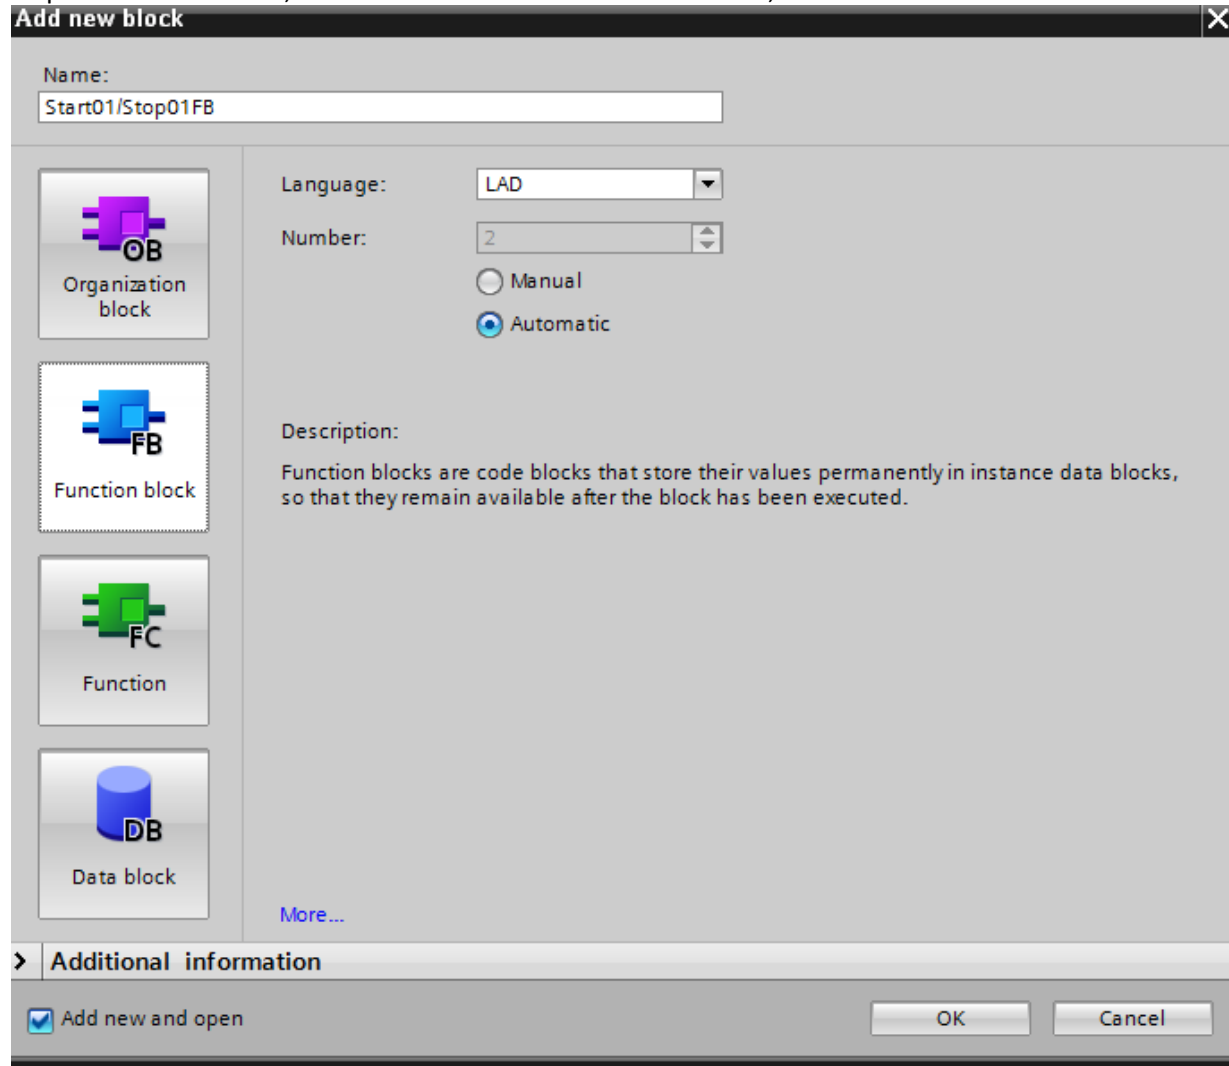 Add new block
Name:
Start01/Stop01FB
OB
Organization
block
FB
Function block
FC
Function
DB
Data block
Language:
LAD
Number:
2
Manual
Automatic
Description:
Function blocks are code blocks that store their values permanently in instance data blocks,
so that they remain available after the block has been executed.
More...
Additional information
Add new and open
OK
Cancel